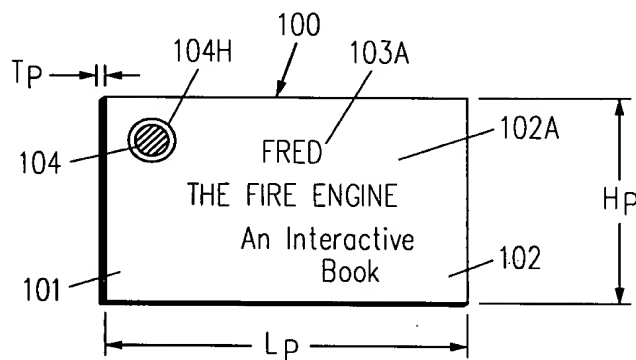 100
104H
103A
TP
102A
104
FRED
THE FIRE ENGINE
HP
An Interactive
Book
102
101
LP